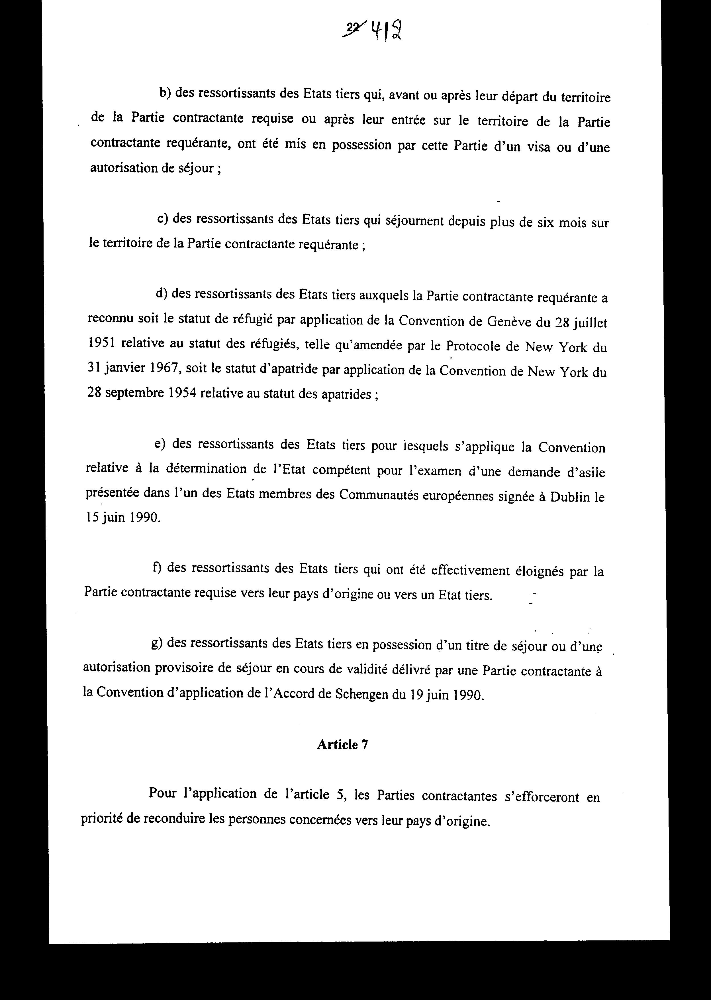 22 412
b) des ressortissants des Etats tiers qui, avant ou après leur départ du territoire
de la Partie contractante requise ou après leur entrée sur le territoire de la Partie
contractante requérante, ont été mis en possession par cette Partie d'un visa ou d'une
autorisation de séjour ;
c) des ressortissants des Etats tiers qui séjournent depuis plus de six mois sur
le territoire de la Partie contractante requérante ;
d) des ressortissants des Etats tiers auxquels la Partie contractante requérante a
reconnu soit le statut de réfugié par application de la Convention de Genève du 28 juillet
1951 relative au statut des réfugiés, telle qu'amendée par le Protocole de New York du
31 janvier 1967, soit le statut d'apatride par application de la Convention de New York du
28 septembre 1954 relative au statut des apatrides ;
e) des ressortissants des Etats tiers pour lesquels s'applique la Convention
relative à la détermination de l'Etat compétent pour l'examen d'une demande d'asile
présentée dans l'un des Etats membres des Communautés européennes signée à Dublin le
15 juin 1990.
f) des ressortissants des Etats tiers qui ont été effectivement éloignés par la
Partie contractante requise vers leur pays d'origine ou vers un Etat tiers.
g) des ressortissants des Etats tiers en possession d'un titre de séjour ou d'une
autorisation provisoire de séjour en cours de validité délivré par une Partie contractante à
la Convention d'application de l'Accord de Schengen du 19 juin 1990.
Article 7
Pour l'application de l'article 5, les Parties contractantes s'efforceront en
priorité de reconduire les personnes concernées vers leur pays d'origine.